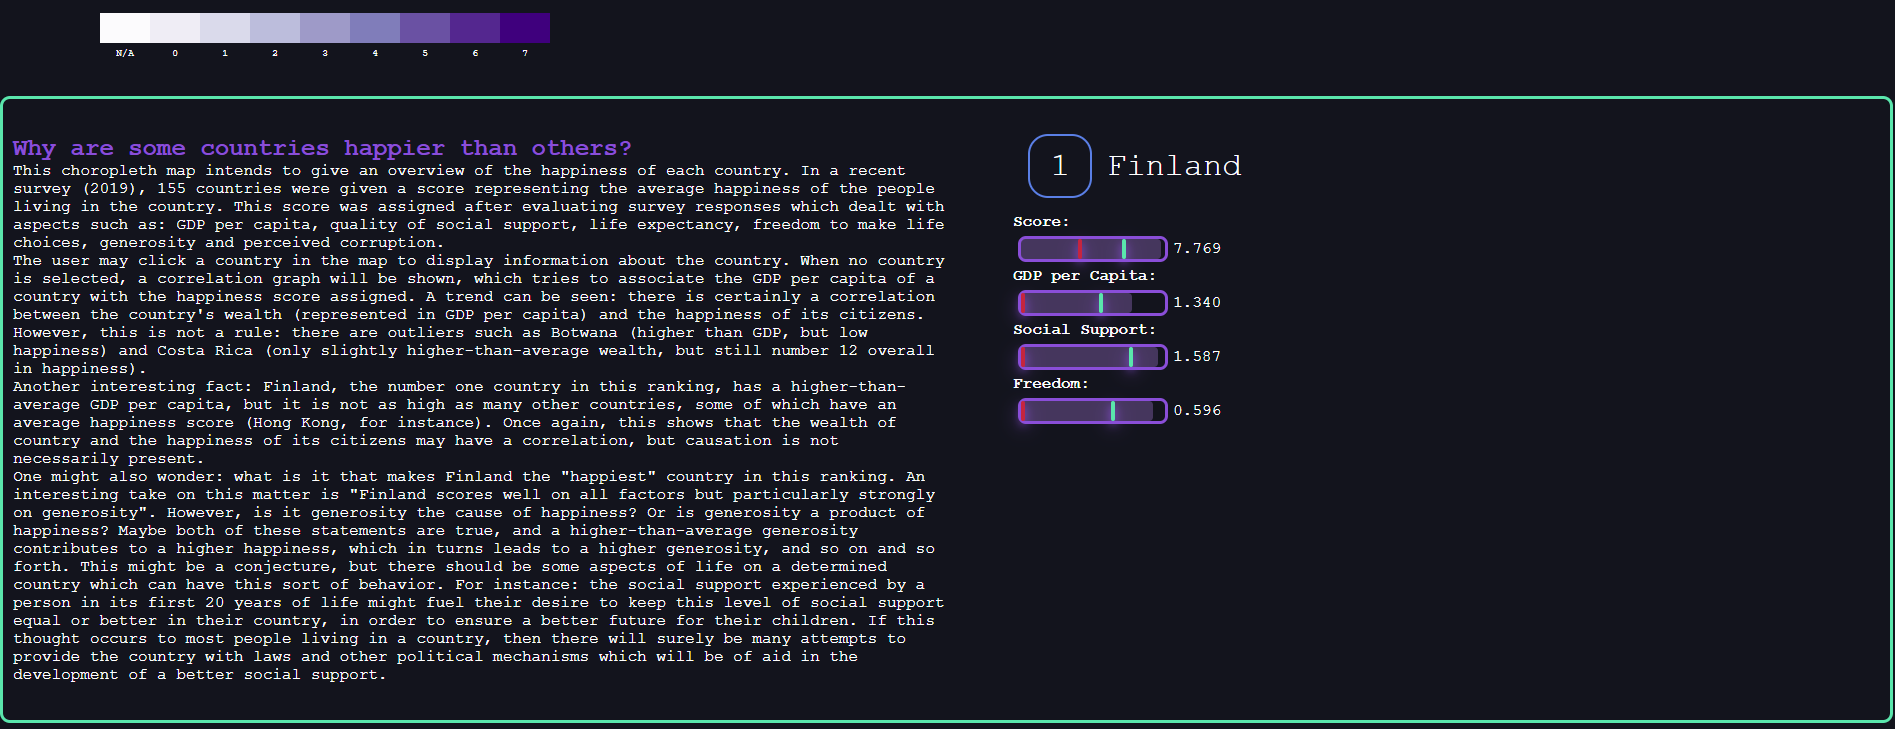 N/A 0 1 2 3 4 5 6 7
Why are some countries happier than others?
This choropleth map intends to give an overview of the happiness of each country. In a recent
survey (2019), 155 countries were given a score representing the average happiness of the people
living in the country. This score was assigned after evaluating survey responses which dealt with
aspects such as: GDP per capita, quality of social support, life expectancy, freedom to make life
choices, generosity and perceived corruption.
The user may click a country in the map to display information about the country. When no country
is selected, a correlation graph will be shown, which tries to associate the GDP per capita of a
country with the happiness score assigned. A trend can be seen: there is certainly a correlation
between the country's wealth (represented in GDP per capita) and the happiness of its citizens.
However, this is not a rule: there are outliers such as Botwana (higher than GDP, but low
happiness) and Costa Rica (only slightly higher-than-average wealth, but still number 12 overall
in happiness).
Another interesting fact: Finland, the number one country in this ranking, has a higher-than-
average GDP per capita, but it is not as high as many other countries, some of which have an
average happiness score (Hong Kong, for instance). Once again, this shows that the wealth of
country and the happiness of its citizens may have a correlation, but causation is not
necessarily present.
One might also wonder: what is it that makes Finland the "happiest" country in this ranking. An
interesting take on this matter is "Finland scores well on all factors but particularly strongly
on generosity". However, is it generosity the cause of happiness? Or is generosity a product of
happiness? Maybe both of these statements are true, and a higher-than-average generosity
contributes to a higher happiness, which in turns leads to a higher generosity, and so on and so
forth. This might be a conjecture, but there should be some aspects of life on a determined
country which can have this sort of behavior. For instance: the social support experienced by a
person in its first 20 years of life might fuel their desire to keep this level of social support
equal or better in their country, in order to ensure a better future for their children. If this
thought occurs to most people living in a country, then there will surely be many attempts to
provide the country with laws and other political mechanisms which will be of aid in the
development of a better social support.
1 Finland
Score:
7.769
GDP per Capita:
1.340
Social Support:
1.587
Freedom:
0.596